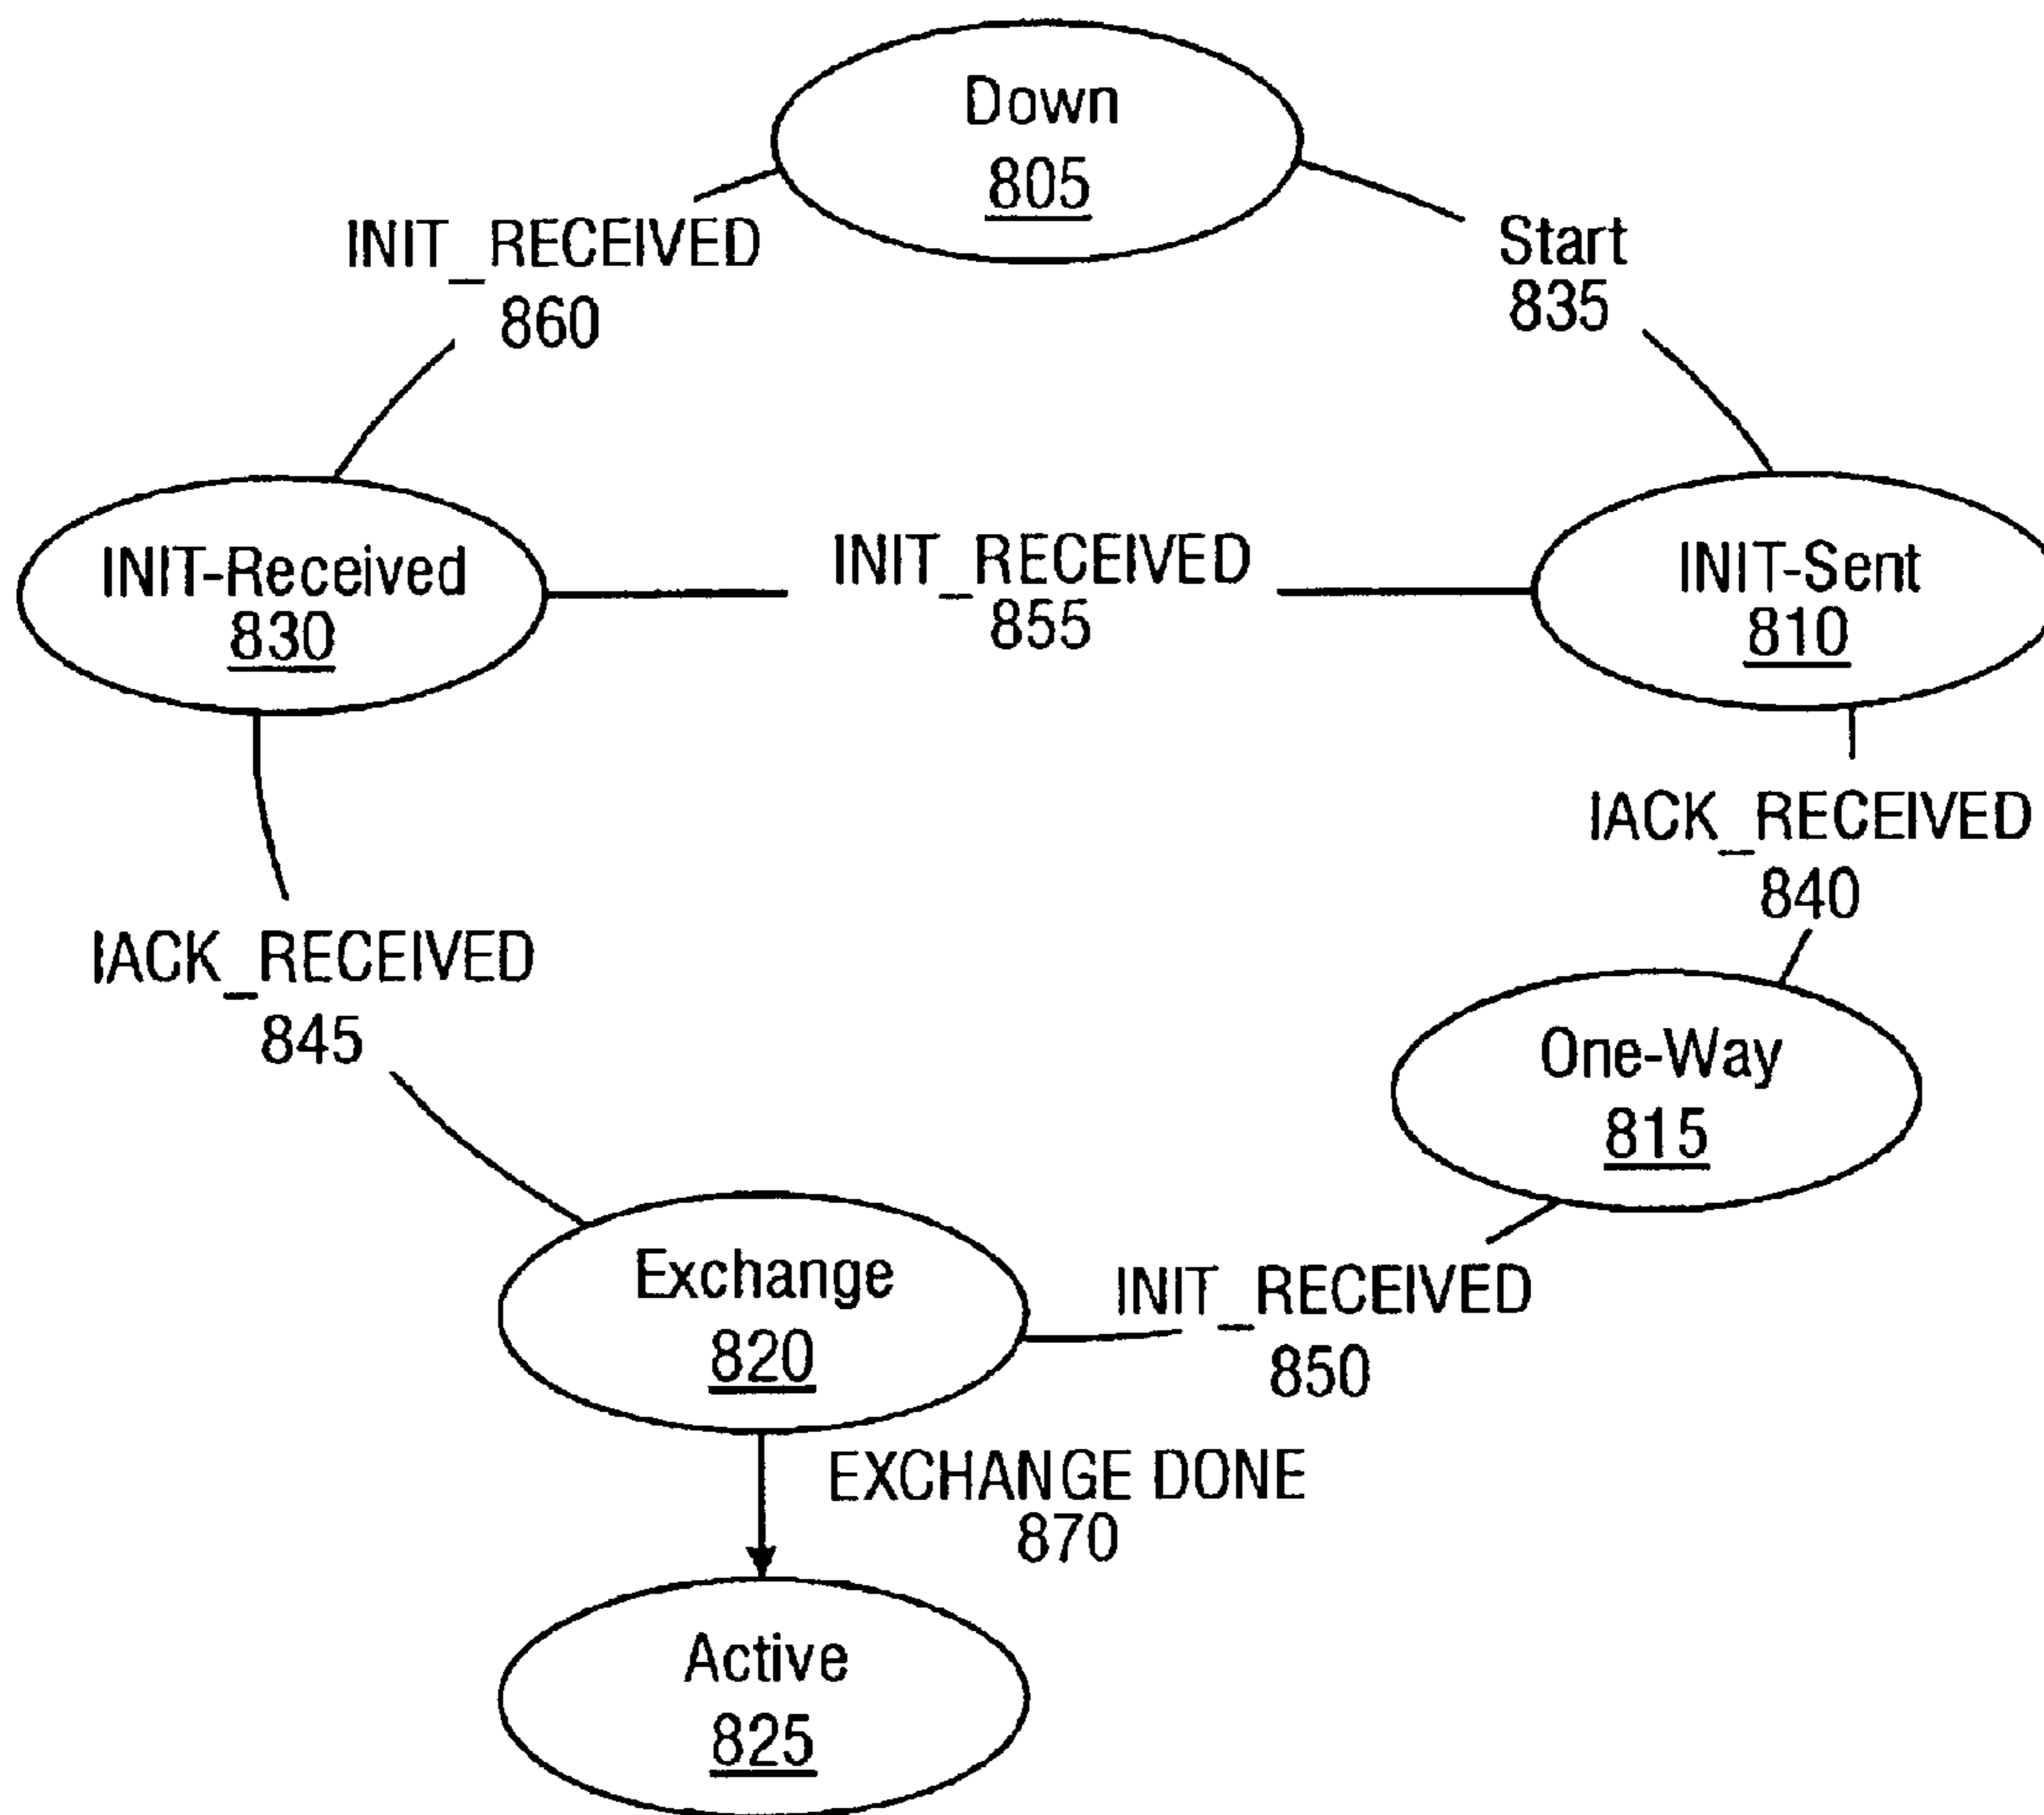 Down
805
INIT_RECEIVED
860
Start
835
INIT-Received
830
INIT_RECEIVED
855
INIT-Sent
810
IACK_RECEIVED
840
IACK_RECEIVED
845
One-Way
815
Exchange
820
INIT_RECEIVED
850
EXCHANGE DONE
870
Active
825